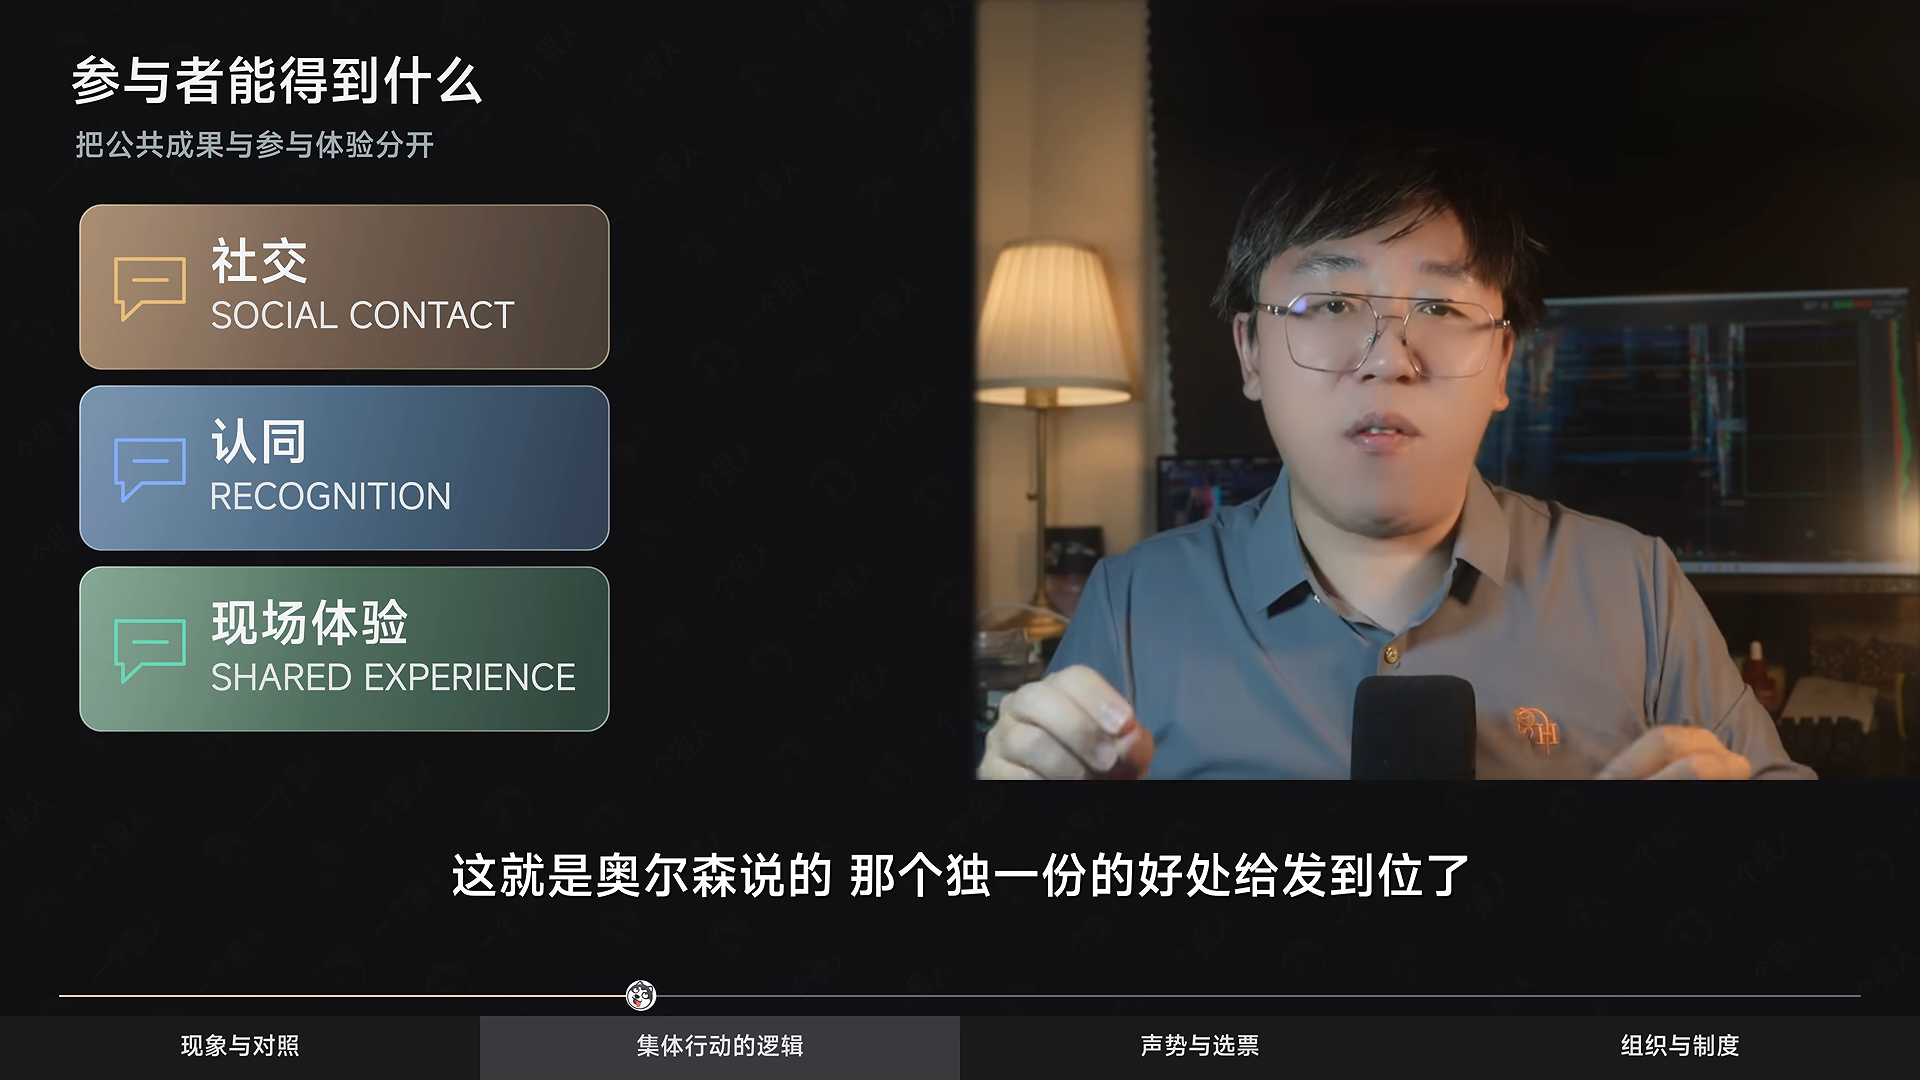 参与者能得到什么
把公共成果与参与体验分开
社交
SOCIAL CONTACT
认同
RECOGNITION
现场体验
SHARED EXPERIENCE
H
这就是奥尔森说的 那个独一份的好处给发到位了
现象与对照
集体行动的逻辑
声势与选票
组织与制度